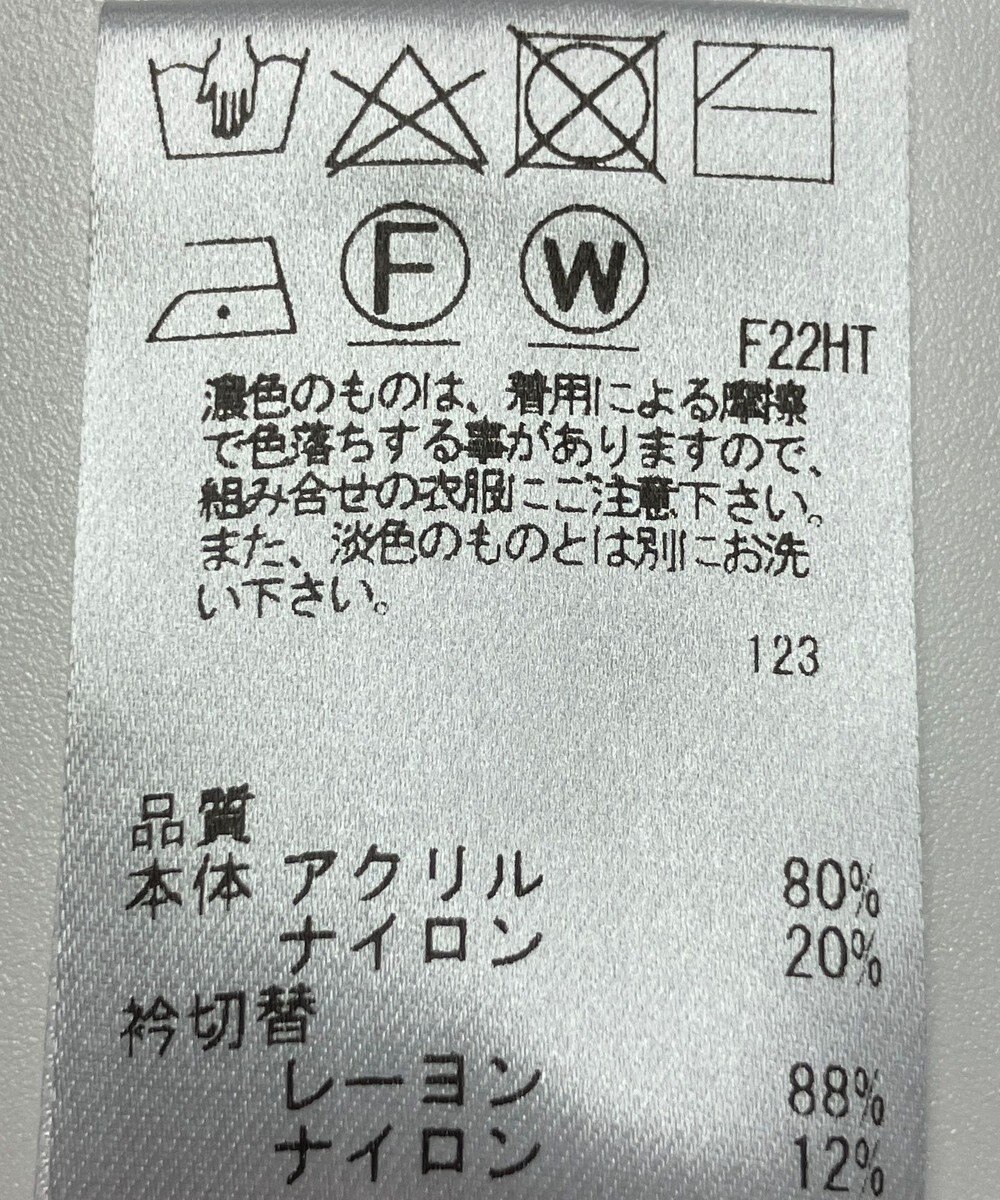 F
W
F22HT
濃色のものは、着用による摩擦
で色落ちする事がありますので、
組み合せの衣服にご注意下さい。
また、淡色のものとは別にお洗
い下さい。
123
品質
本体 アクリル 80%
ナイロン 20%
衿切替
レーヨン 88%
ナイロン 12%